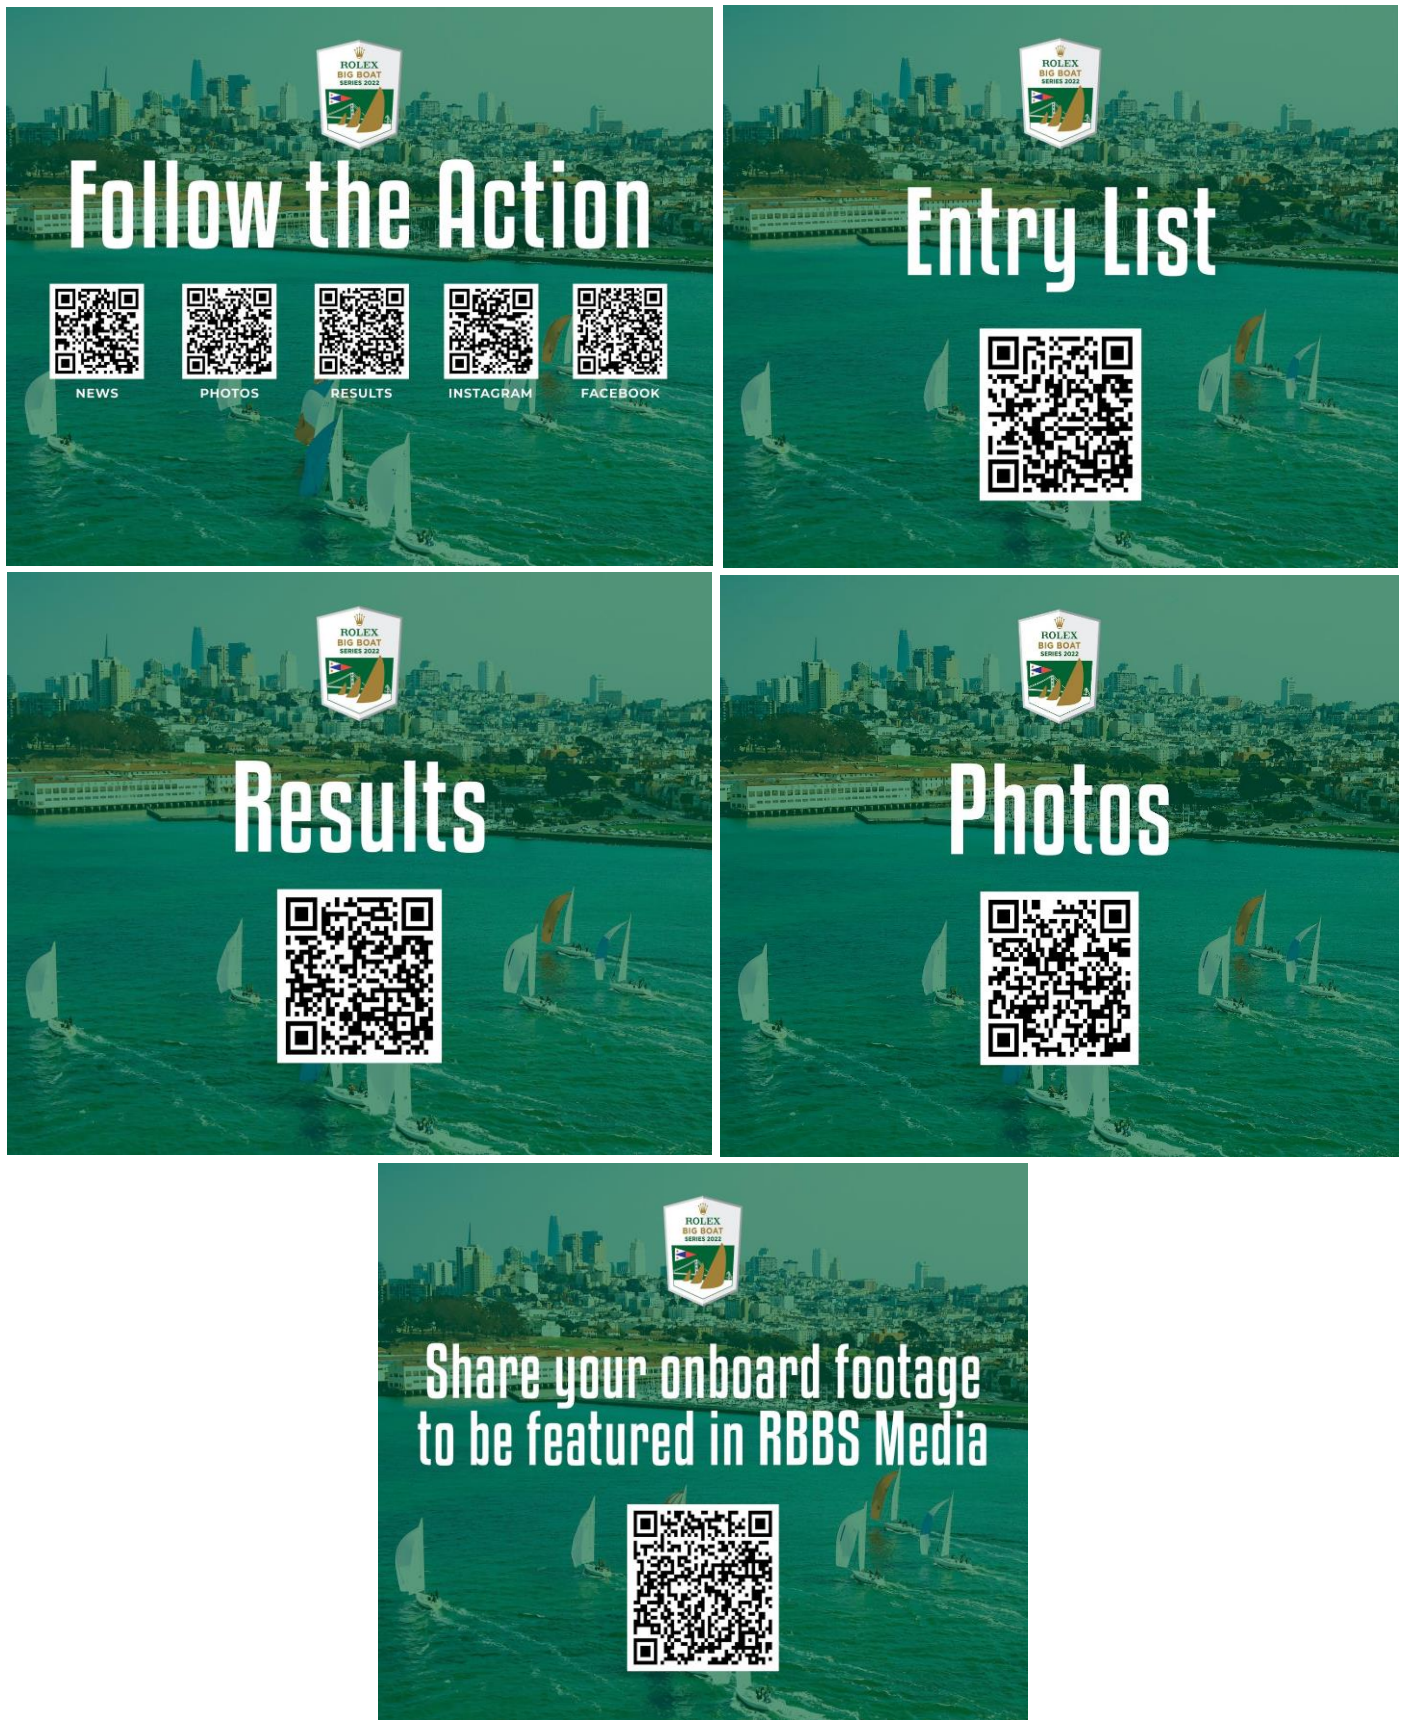 ROLEX
BIG BOAT
SERIES 2022
Follow the Action
NEWS
PHOTOS
RESULTS
INSTAGRAM
FACEBOOK
ROLEX
BIG BOAT
SERIES 2022
Entry List
ROLEX
BIG BOAT
SERIES 2022
Results
ROLEX
BIG BOAT
SERIES 2022
Photos
ROLEX
BIG BOAT
SERIES 2022
Share your onboard footage
to be featured in RBBS Media